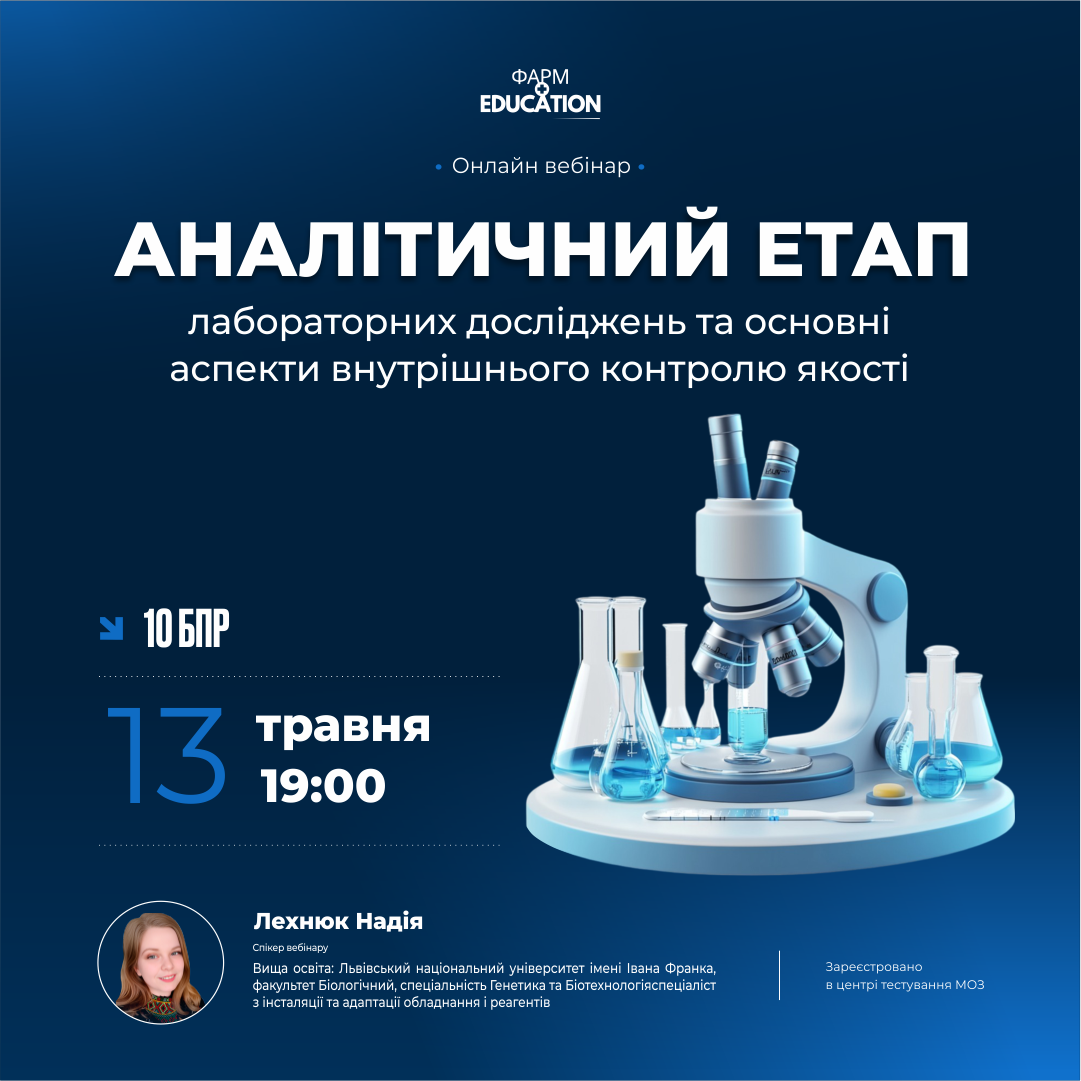 ФАРМ
EDUCATION
• Онлайн вебінар •
АНАЛІТИЧНИЙ ЕТАП
лабораторних досліджень та основні
аспекти внутрішнього контролю якості
10 БПР
13 травня
19:00
Лехнюк Надія
Спікер вебінару
Вища освіта: Львівський національний університет імені Івана Франка,
факультет Біологічний, спеціальність Генетика та Біотехнологіяспеціаліст
з інсталяції та адаптації обладнання і реагентів
Зареєстровано
в центрі тестування МОЗ